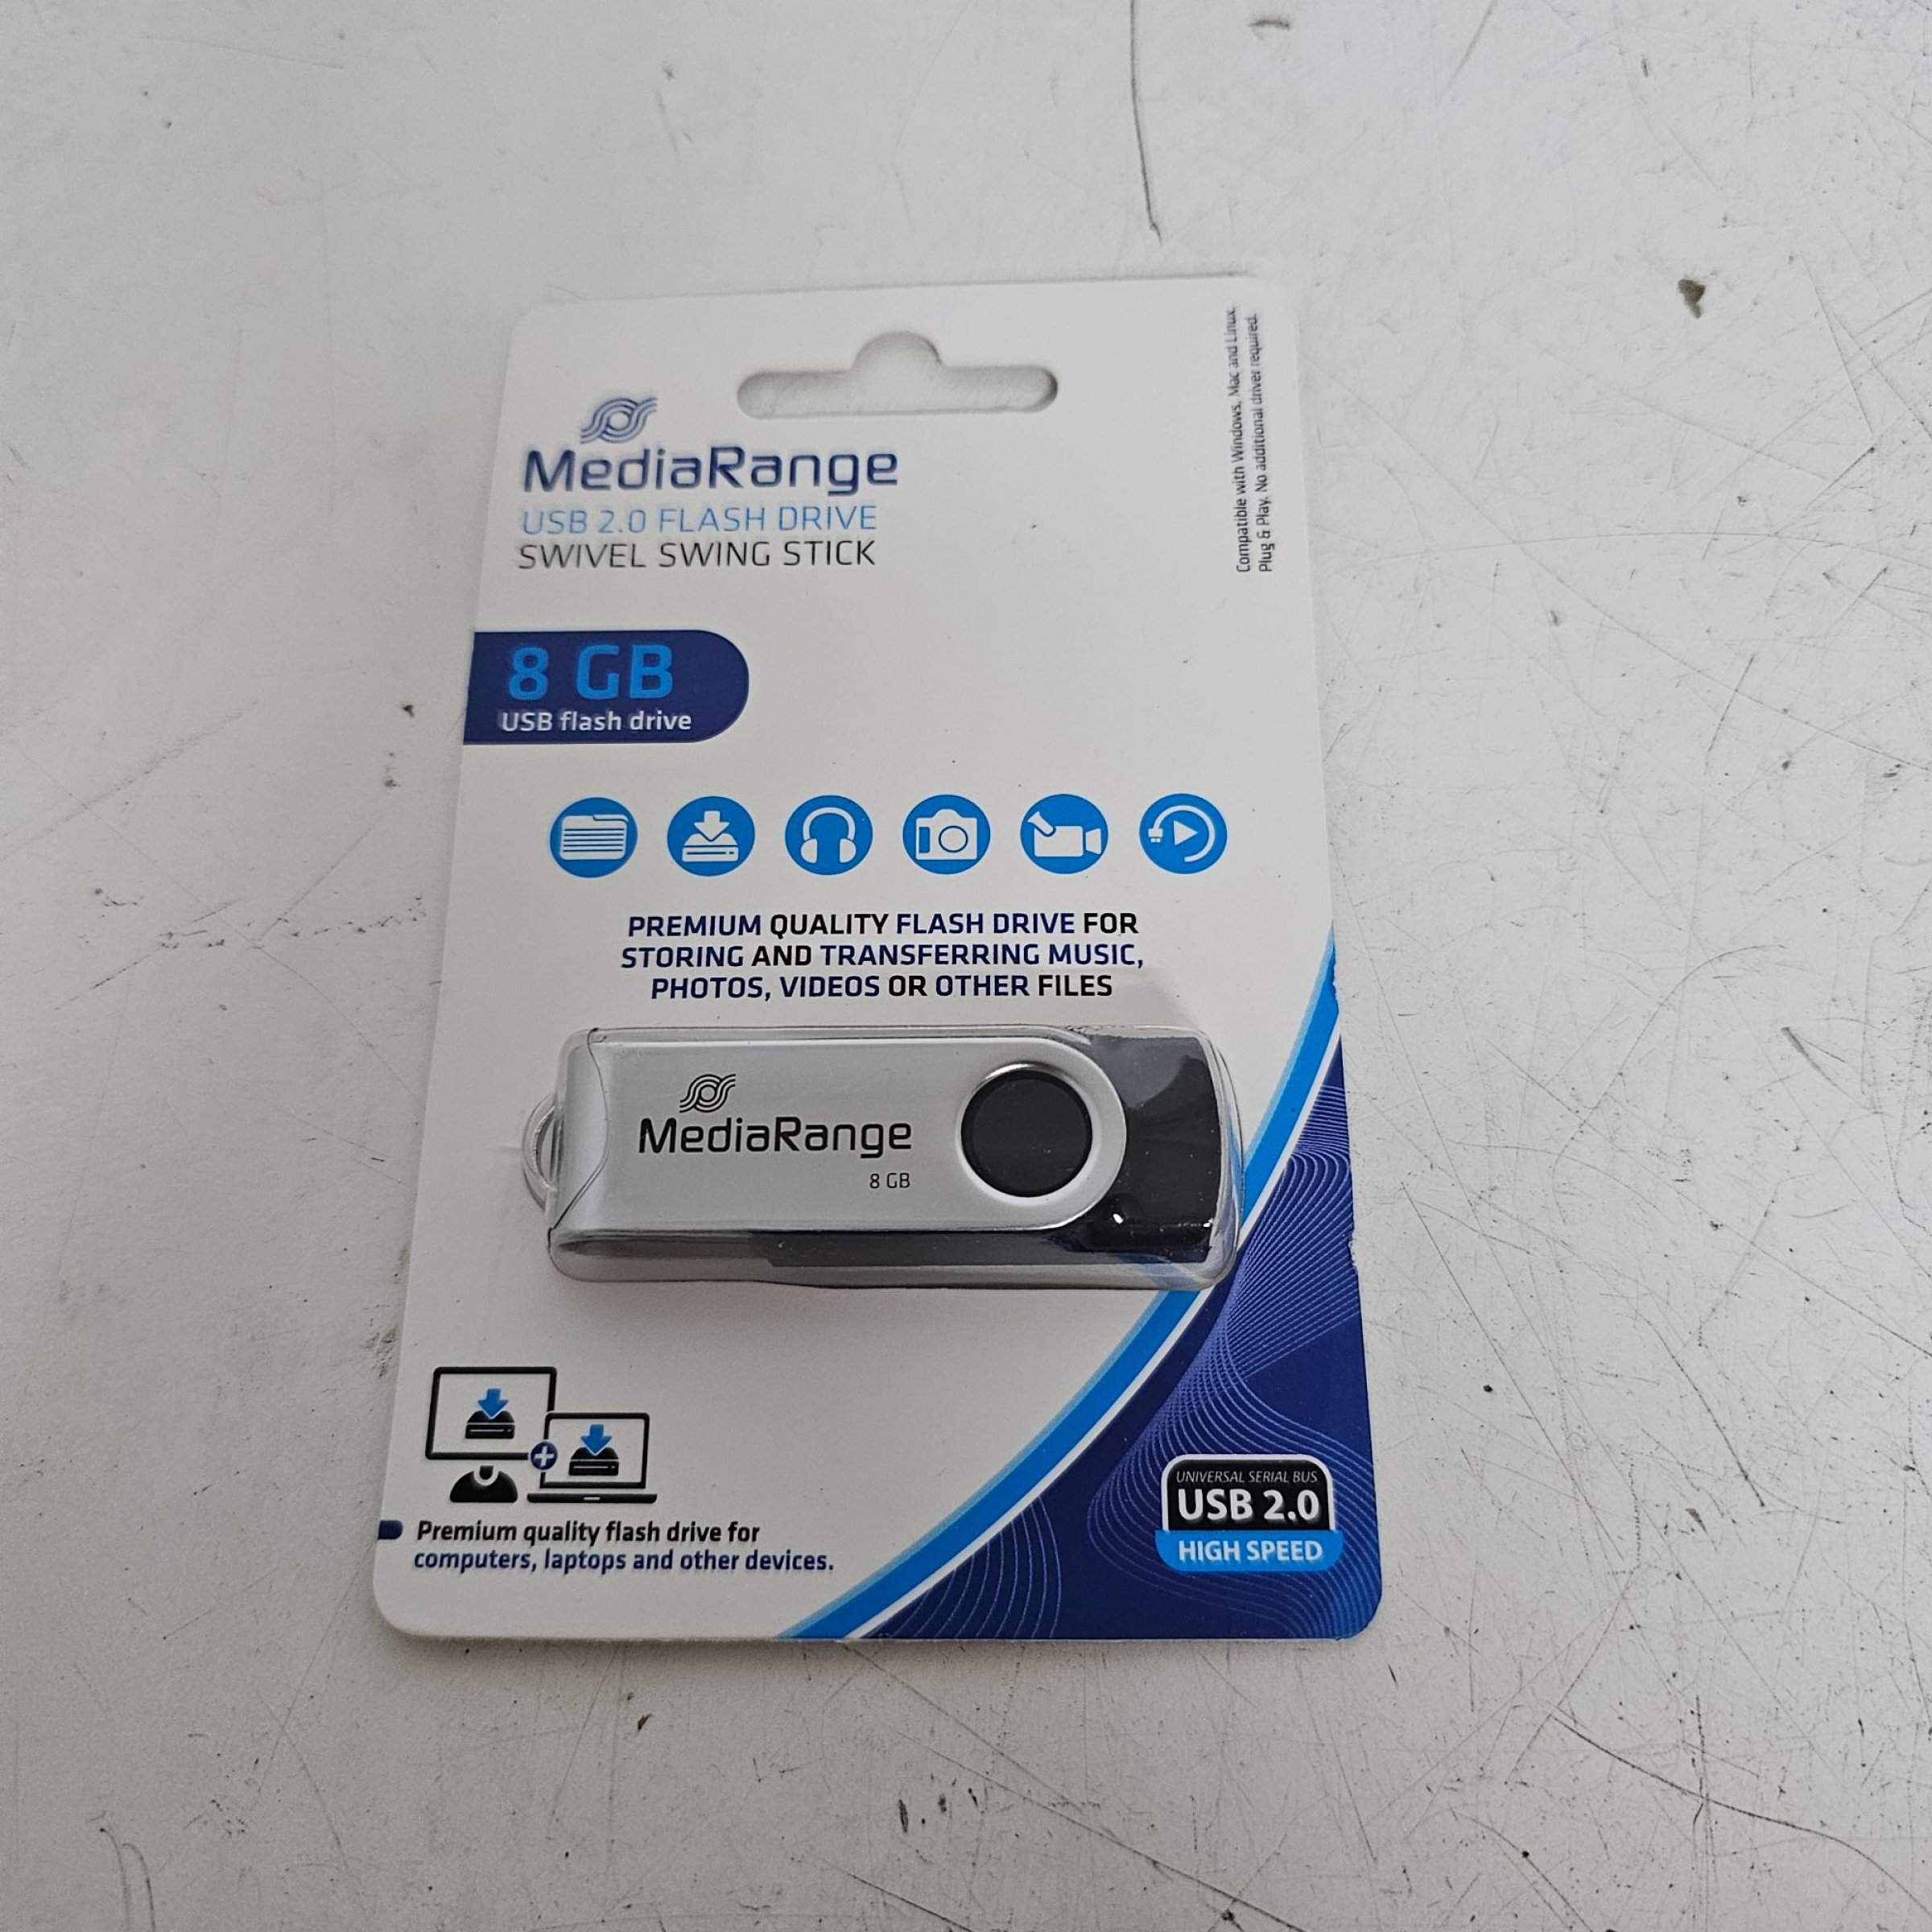 MediaRange
USB 2.0 FLASH DRIVE
SWIVEL SWING STICK
Compatible with Windows, Mac and Linux.
Plug & Play. No additional driver required.
8 GB
USB flash drive
PREMIUM QUALITY FLASH DRIVE FOR
STORING AND TRANSFERRING MUSIC,
PHOTOS, VIDEOS OR OTHER FILES
MediaRange
8 GB
Premium quality flash drive for
computers, laptops and other devices.
UNIVERSAL SERIAL BUS
USB 2.0
HIGH SPEED